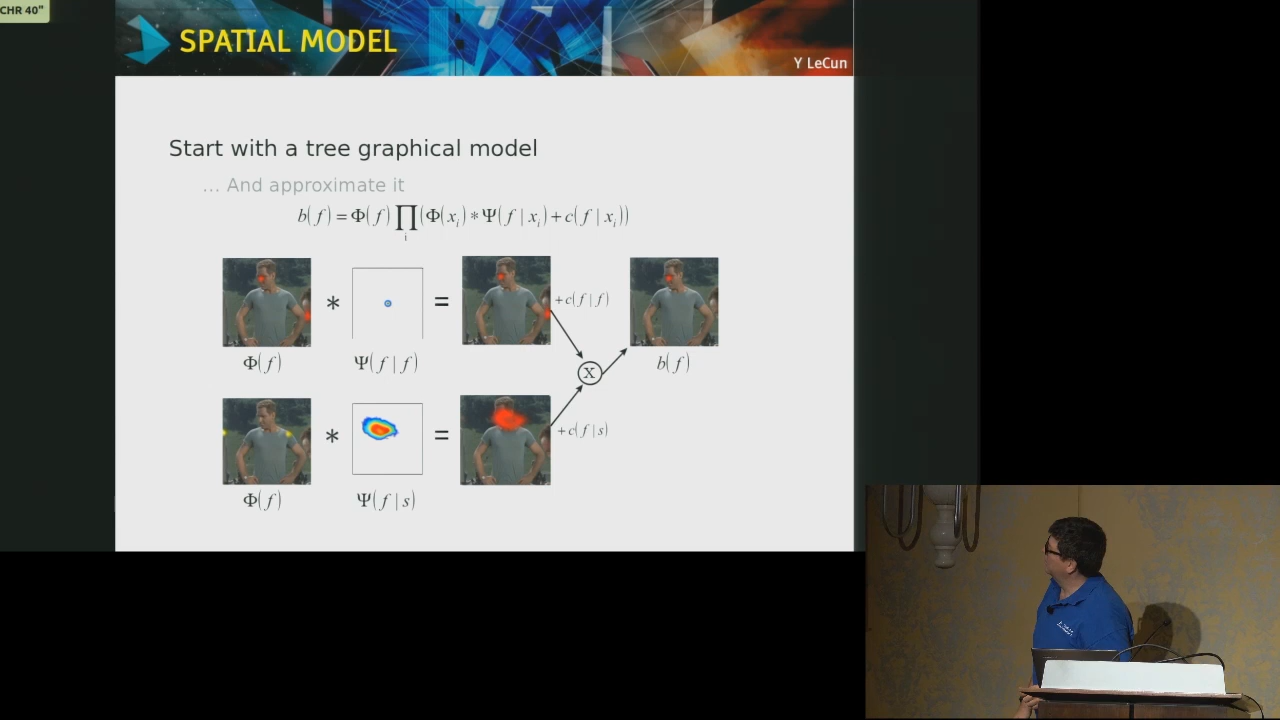 CHR 40"
SPATIAL MODEL
Y LeCun
Start with a tree graphical model
... And approximate it
b(f) = Φ(f) ∏ᵢ (Φ(xᵢ) * Ψ(f | xᵢ) + c(f | xᵢ))
* = + c(f | f)
Φ(f) Ψ(f | f) X b(f)
* = + c(f | s)
Φ(f) Ψ(f | s)